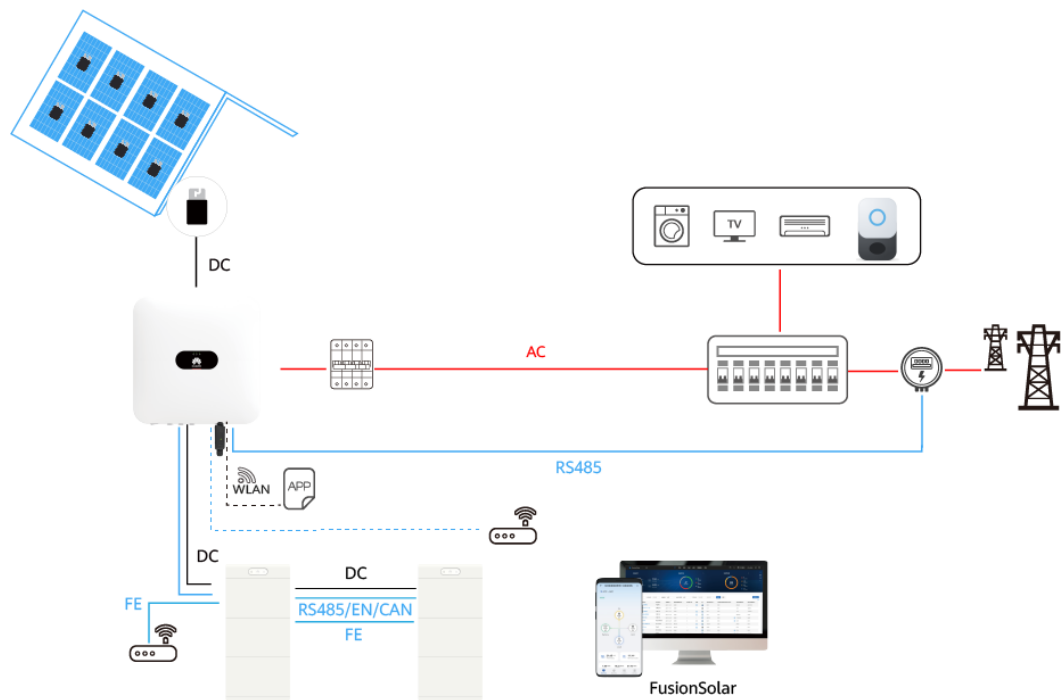 DC
TV
AC
RS485
WLAN
APP
DC
DC
RS485/EN/CAN
FE
FE
FusionSolar